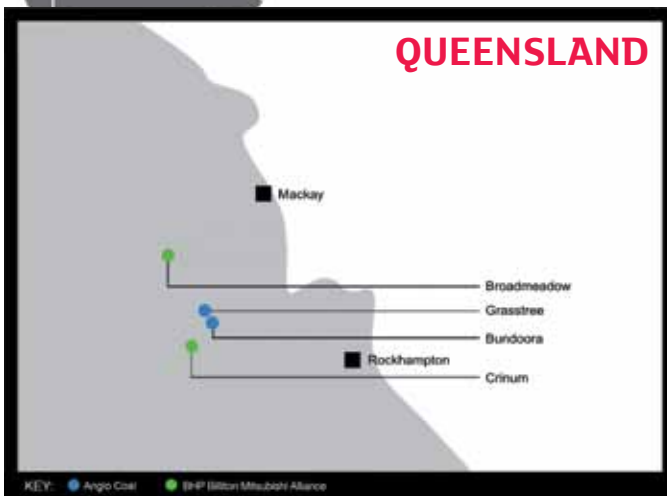 QUEENSLAND
Mackay
Broadmeadow
Grasstree
Bundoora
Rockhampton
Crinum
KEY: Anglo Coal BHP Billiton Mitsubishi Alliance